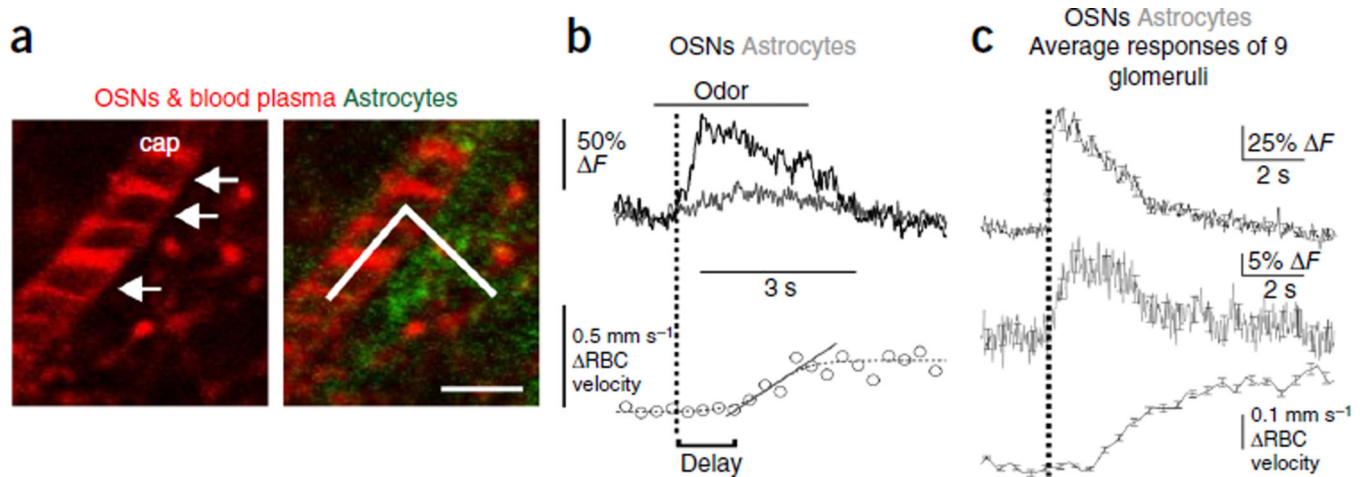 a
OSNs & blood plasma Astrocytes
cap
b
OSNs Astrocytes
Odor
50%
ΔF
3 s
0.5 mm s⁻¹
ΔRBC
velocity
Delay
c
OSNs Astrocytes
Average responses of 9
glomeruli
25% ΔF
2 s
5% ΔF
2 s
0.1 mm s⁻¹
ΔRBC
velocity